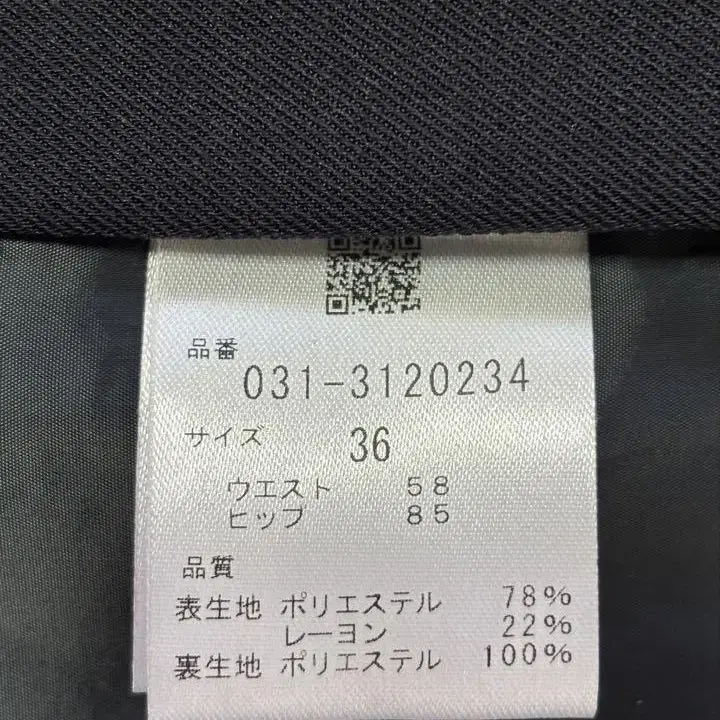 品番
031-3120234
サイズ 36
ウエスト 58
ヒップ 85
品質
表生地 ポリエステル 78%
レーヨン 22%
裏生地 ポリエステル 100%